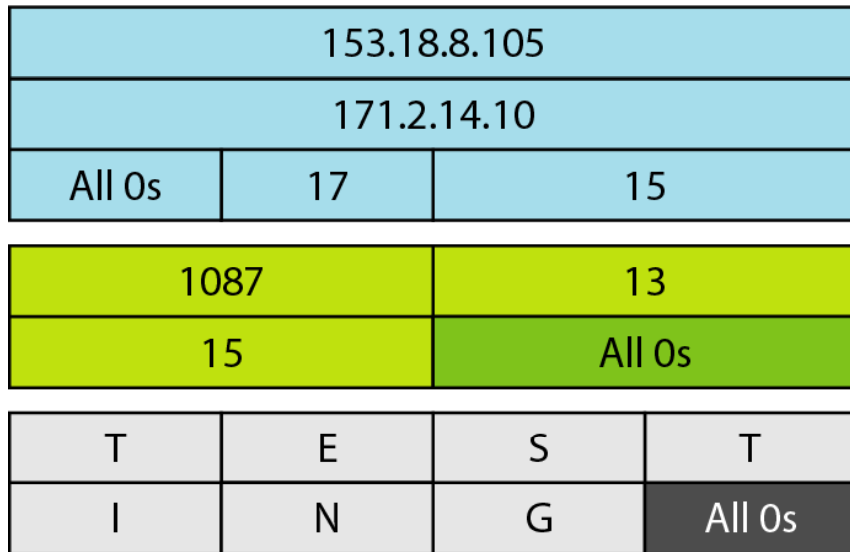 153.18.8.105
171.2.14.10
All 0s 17 15
1087 13
15 All 0s
T E S T
I N G All 0s